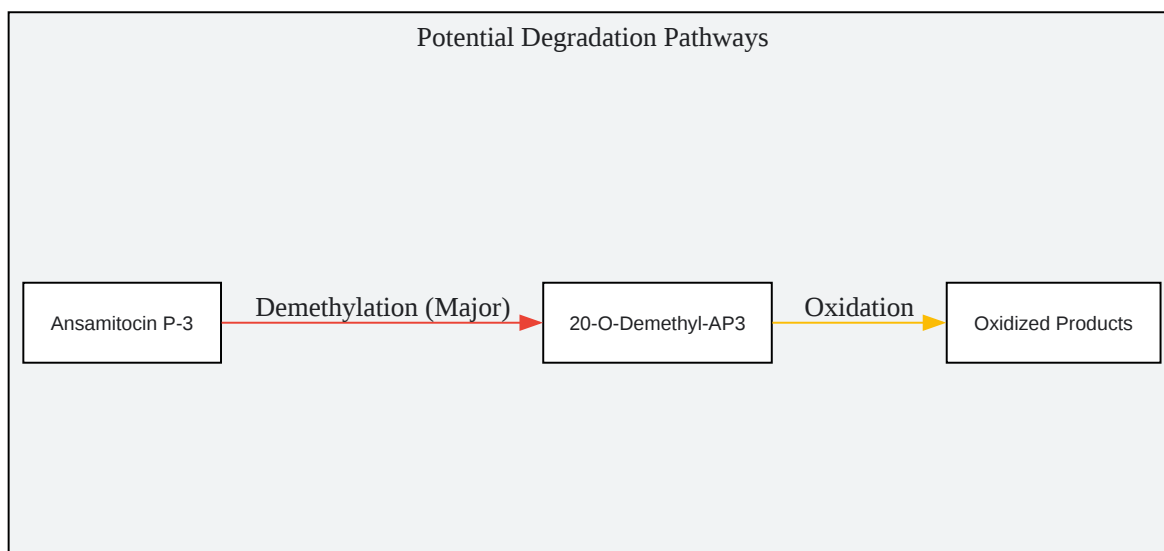 Potential Degradation Pathways
Ansamitocin P-3
Demethylation (Major)
20-O-Demethyl-AP3
Oxidation
Oxidized Products